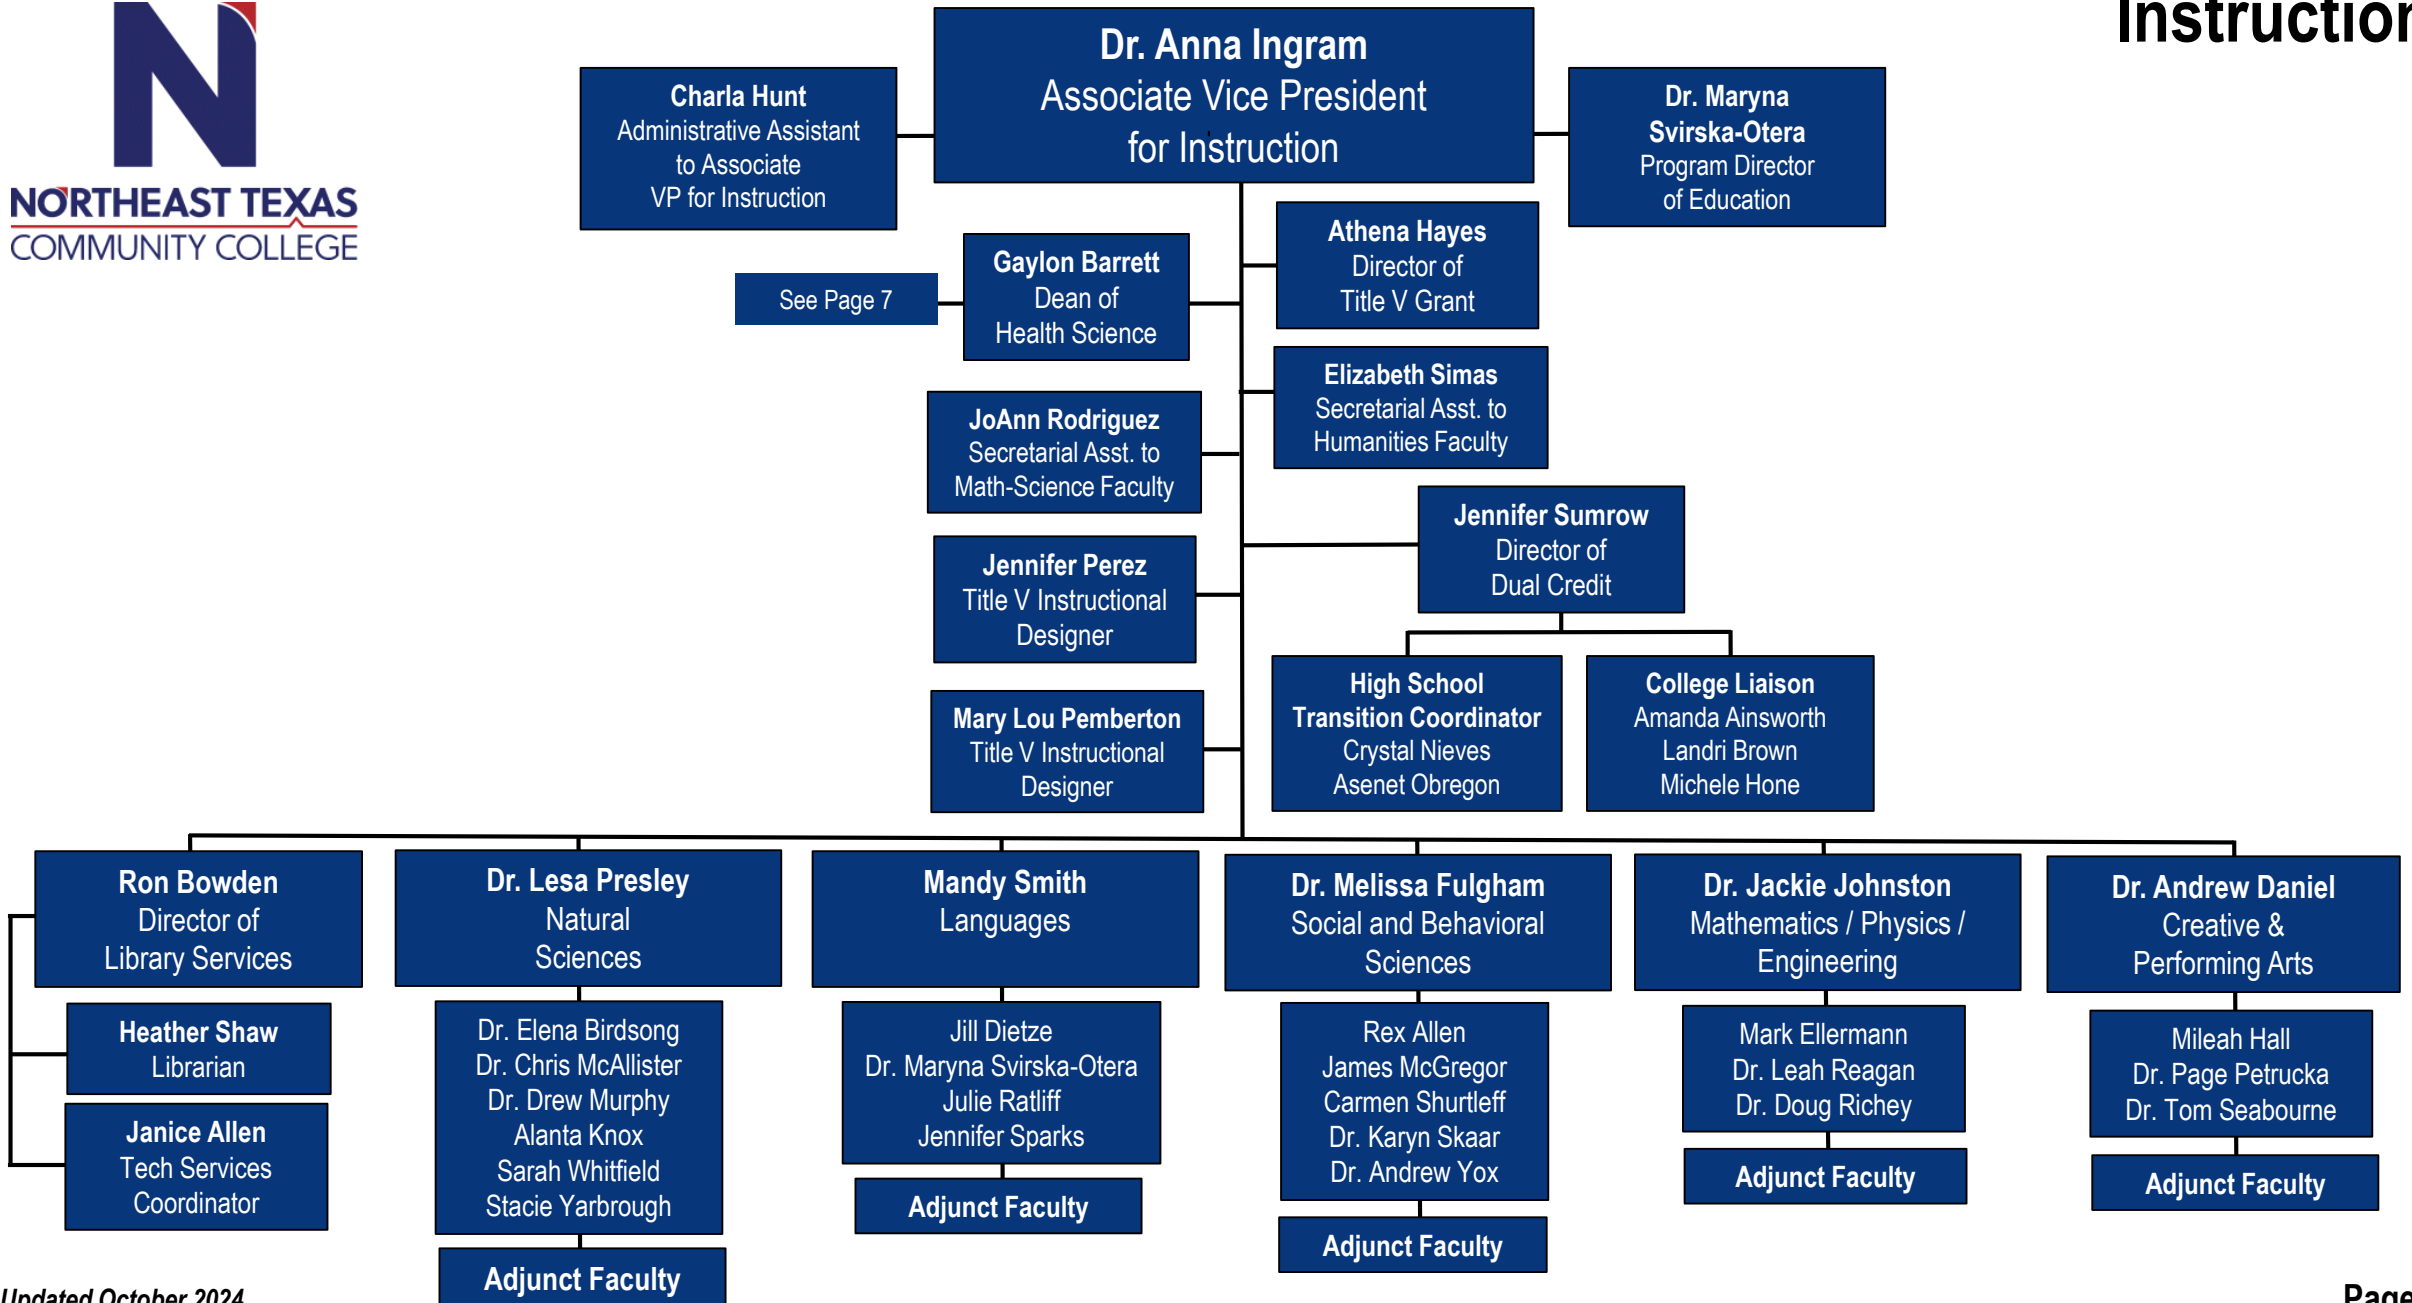 NORTHEAST TEXAS
COMMUNITY COLLEGE
Instruction
Dr. Anna Ingram
Associate Vice President
for Instruction
Charla Hunt
Administrative Assistant
to Associate
VP for Instruction
Dr. Maryna
Svirska-Otera
Program Director
of Education
Athena Hayes
Director of
Title V Grant
Gaylon Barrett
Dean of
Health Science
See Page 7
Elizabeth Simas
Secretarial Asst. to
Humanities Faculty
JoAnn Rodriguez
Secretarial Asst. to
Math-Science Faculty
Jennifer Sumrow
Director of
Dual Credit
Jennifer Perez
Title V Instructional
Designer
High School
Transition Coordinator
Crystal Nieves
Asenet Obregon
College Liaison
Amanda Ainsworth
Landri Brown
Michele Hone
Mary Lou Pemberton
Title V Instructional
Designer
Ron Bowden
Director of
Library Services
Heather Shaw
Librarian
Janice Allen
Tech Services
Coordinator
Dr. Lesa Presley
Natural
Sciences
Dr. Elena Birdsong
Dr. Chris McAllister
Dr. Drew Murphy
Alanta Knox
Sarah Whitfield
Stacie Yarbrough
Adjunct Faculty
Mandy Smith
Languages
Jill Dietze
Dr. Maryna Svirska-Otera
Julie Ratliff
Jennifer Sparks
Adjunct Faculty
Dr. Melissa Fulgham
Social and Behavioral
Sciences
Rex Allen
James McGregor
Carmen Shurtleff
Dr. Karyn Skaar
Dr. Andrew Yox
Adjunct Faculty
Dr. Jackie Johnston
Mathematics / Physics /
Engineering
Mark Ellermann
Dr. Leah Reagan
Dr. Doug Richey
Adjunct Faculty
Dr. Andrew Daniel
Creative &
Performing Arts
Mileah Hall
Dr. Page Petrucka
Dr. Tom Seabourne
Adjunct Faculty
Updated October 2024
Page